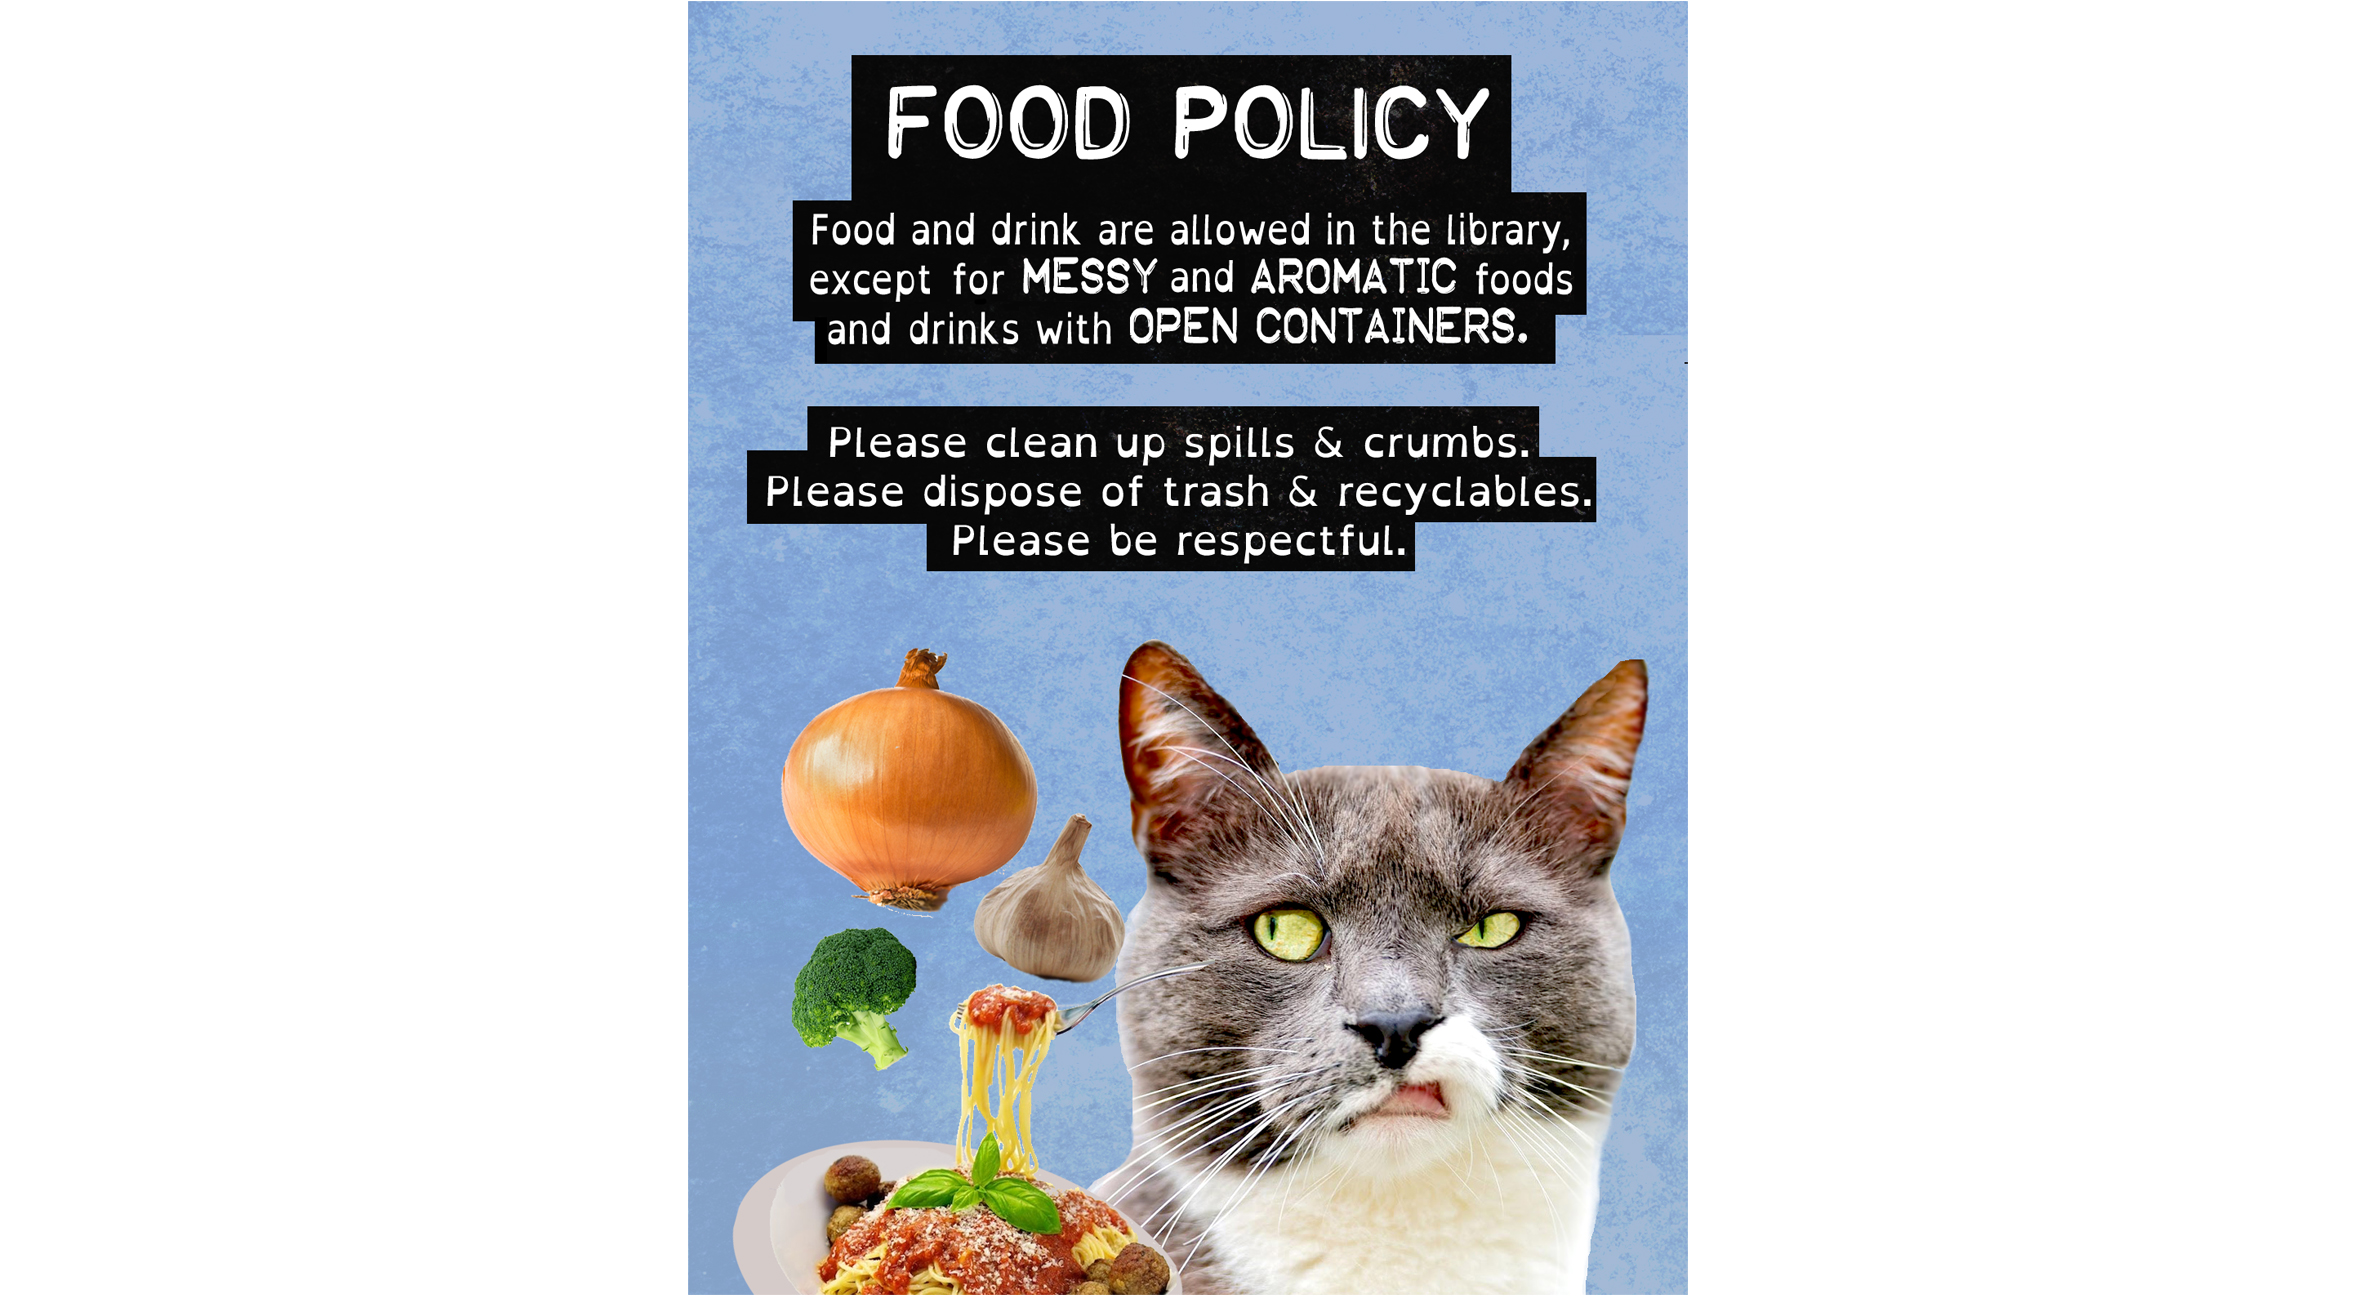 FOOD POLICY
Food and drink are allowed in the library,
except for MESSY and AROMATIC foods
and drinks with OPEN CONTAINERS.
Please clean up spills & crumbs.
Please dispose of trash & recyclables.
Please be respectful.